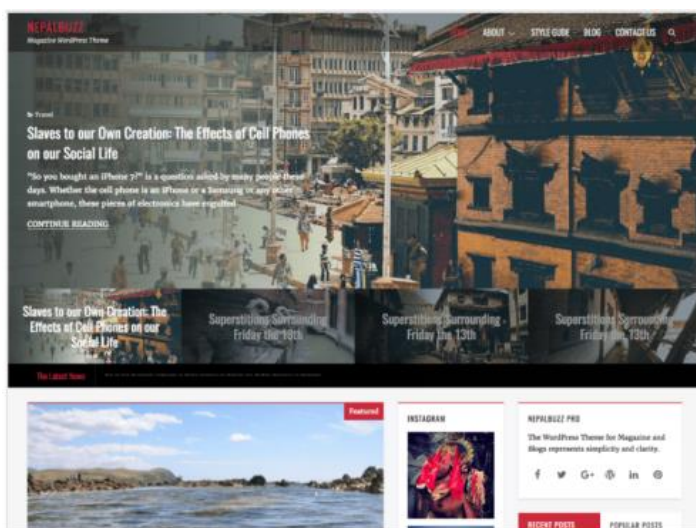 NEPALBUZZ
Magazine WordPress Theme
HOME ABOUT STYLE GUIDE BLOG CONTACT US
Travel
Slaves to our Own Creation: The Effects of Cell Phones
on our Social Life
"So you bought an iPhone 7?" is a question asked by many people these
days. Whether the cell phone is an iPhone or a Samsung or any other
smartphone, these pieces of electronics have engulfed
CONTINUE READING
Slaves to our Own Creation: The
Effects of Cell Phones on our
Social Life
Superstitions Surrounding
Friday the 13th
Superstitions Surrounding
Friday the 13th
Superstitions Surrounding
Friday the 13th
The Latest News
Featured
INSTAGRAM
NEPALBUZZ PRO
The WordPress Theme for Magazine and
Blogs represents simplicity and clarity.
RECENT POSTS POPULAR POSTS